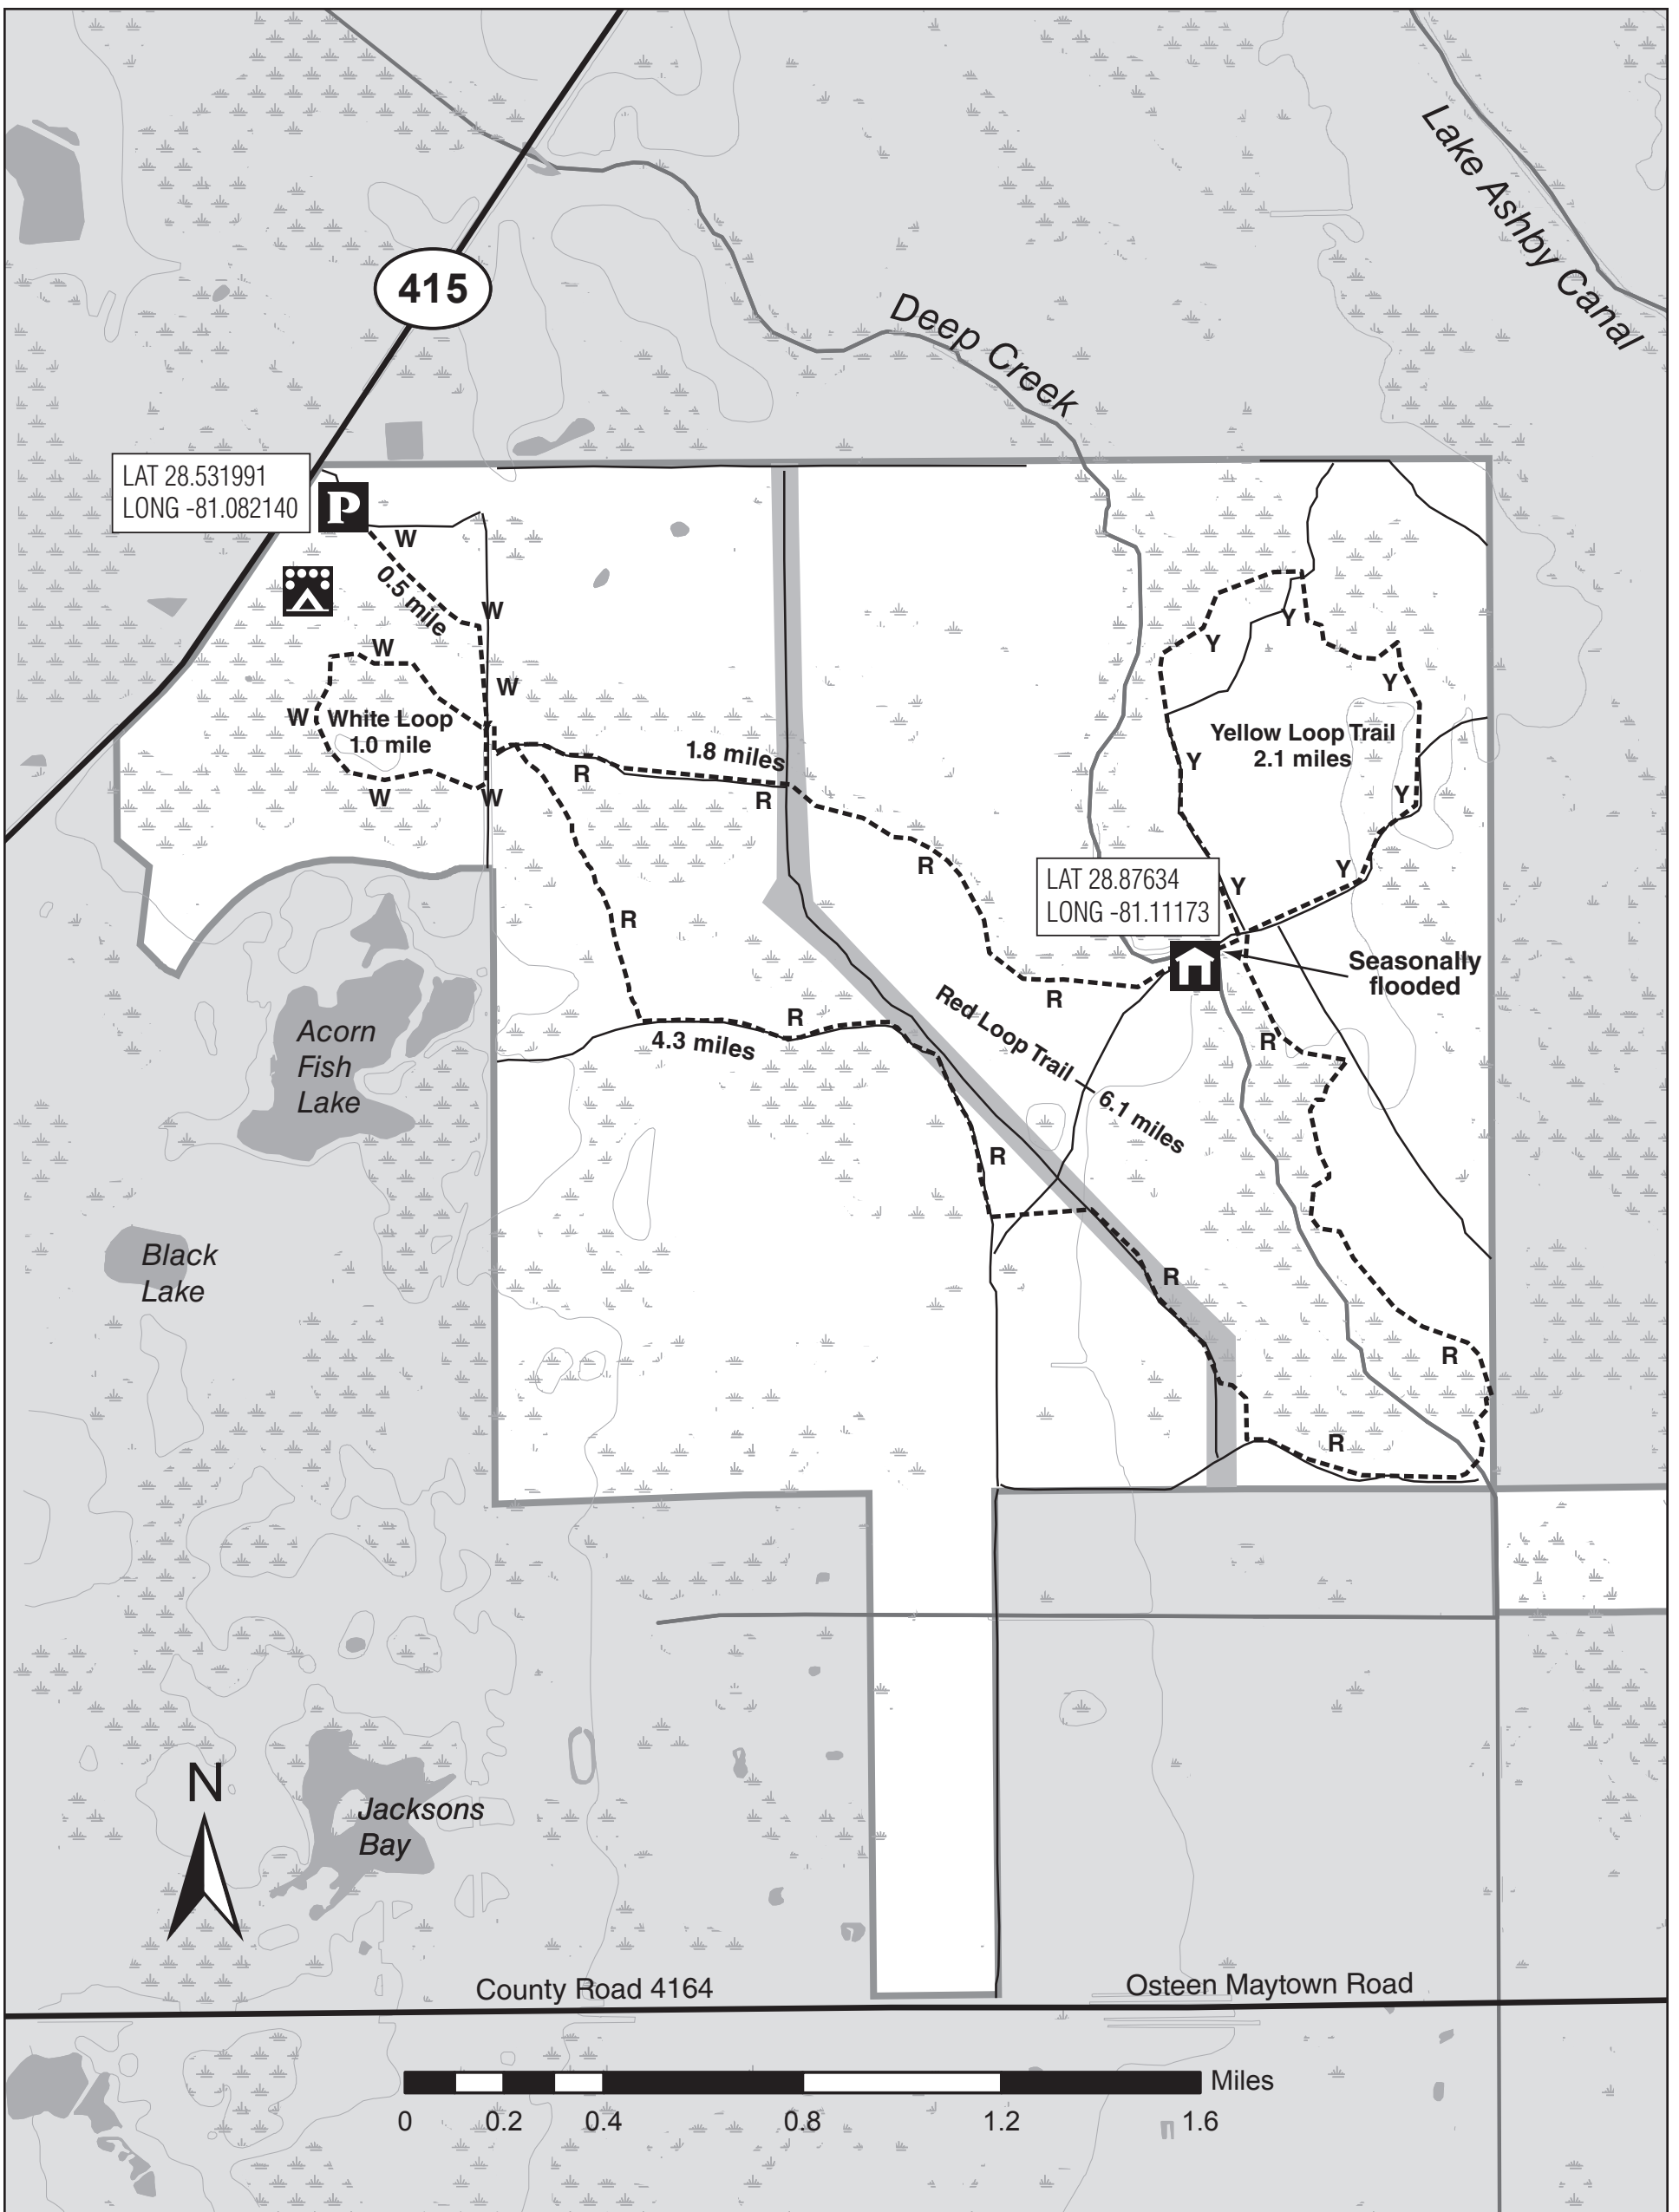 Lake Ashby Canal
415
Deep Creek
LAT 28.531991
LONG -81.082140
P
W
0.5 mile
W
W
W
W
White Loop
1.0 mile
W
W
1.8 miles
R
R
R
R
R
4.3 miles
R
Y
Y
Y
Yellow Loop Trail
2.1 miles
Y
Y
Y
Y
LAT 28.87634
LONG -81.11173
Seasonally
flooded
R
Red Loop Trail – 6.1 miles
R
R
R
R
Acorn
Fish
Lake
Black
Lake
N
Jacksons
Bay
County Road 4164
Osteen Maytown Road
Miles
0 0.2 0.4 0.8 1.2 1.6